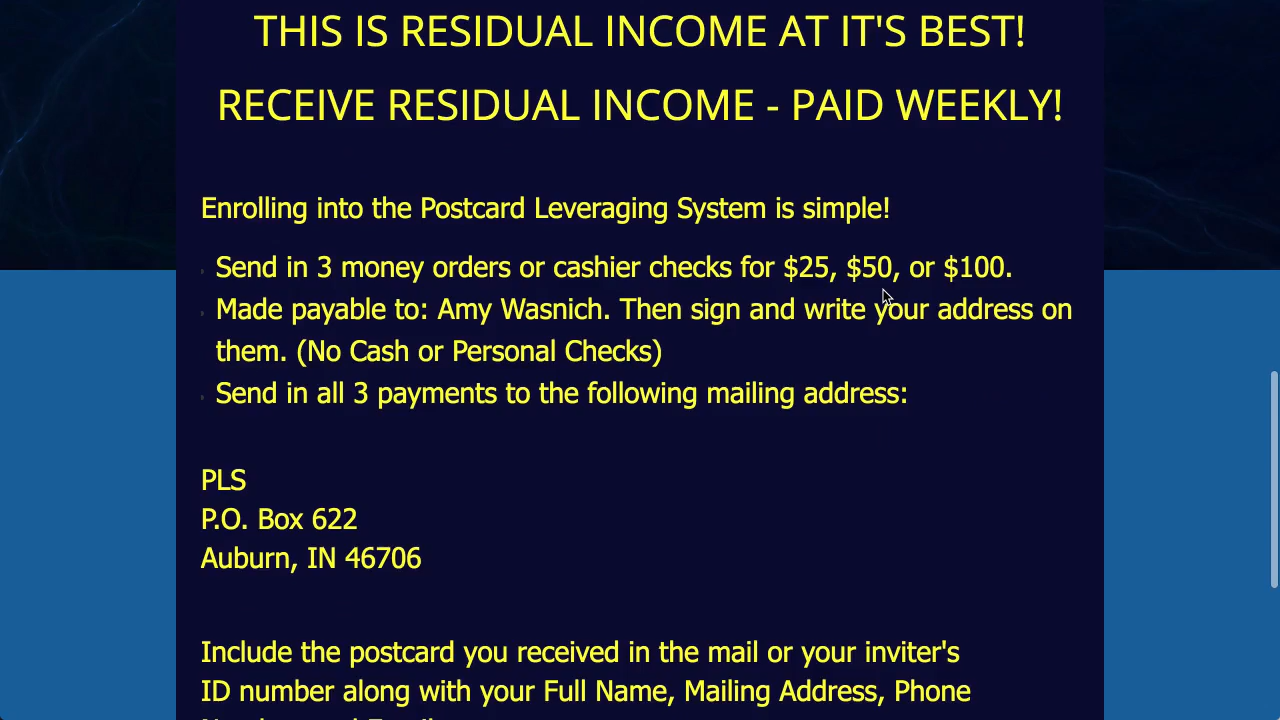 THIS IS RESIDUAL INCOME AT IT'S BEST!
RECEIVE RESIDUAL INCOME - PAID WEEKLY!
Enrolling into the Postcard Leveraging System is simple!
Send in 3 money orders or cashier checks for $25, $50, or $100.
Made payable to: Amy Wasnich. Then sign and write your address on
them. (No Cash or Personal Checks)
Send in all 3 payments to the following mailing address:
PLS
P.O. Box 622
Auburn, IN 46706
Include the postcard you received in the mail or your inviter's
ID number along with your Full Name, Mailing Address, Phone